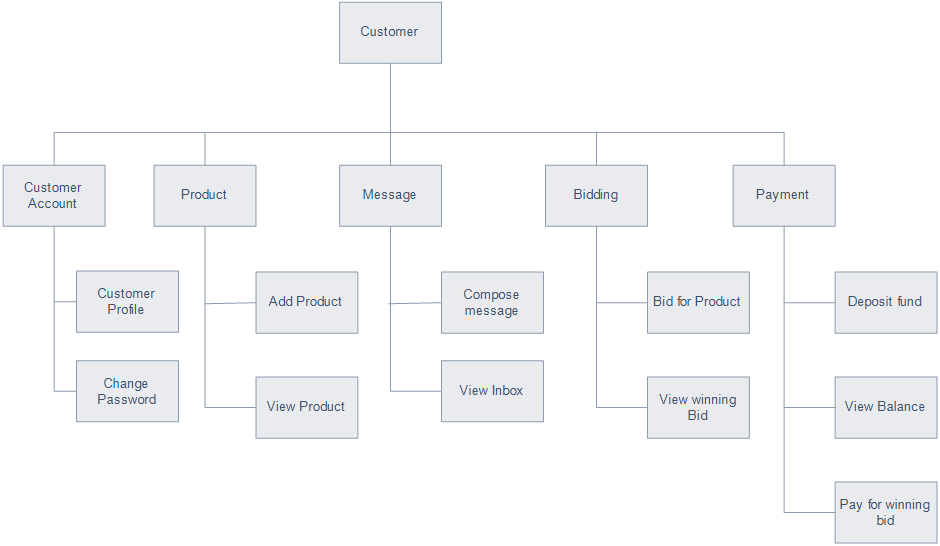 Customer
Customer
Account
Product
Message
Bidding
Payment
Customer
Profile
Add Product
Compose
message
Bid for Product
Deposit fund
Change
Password
View Product
View Inbox
View winning
Bid
View Balance
Pay for winning
bid